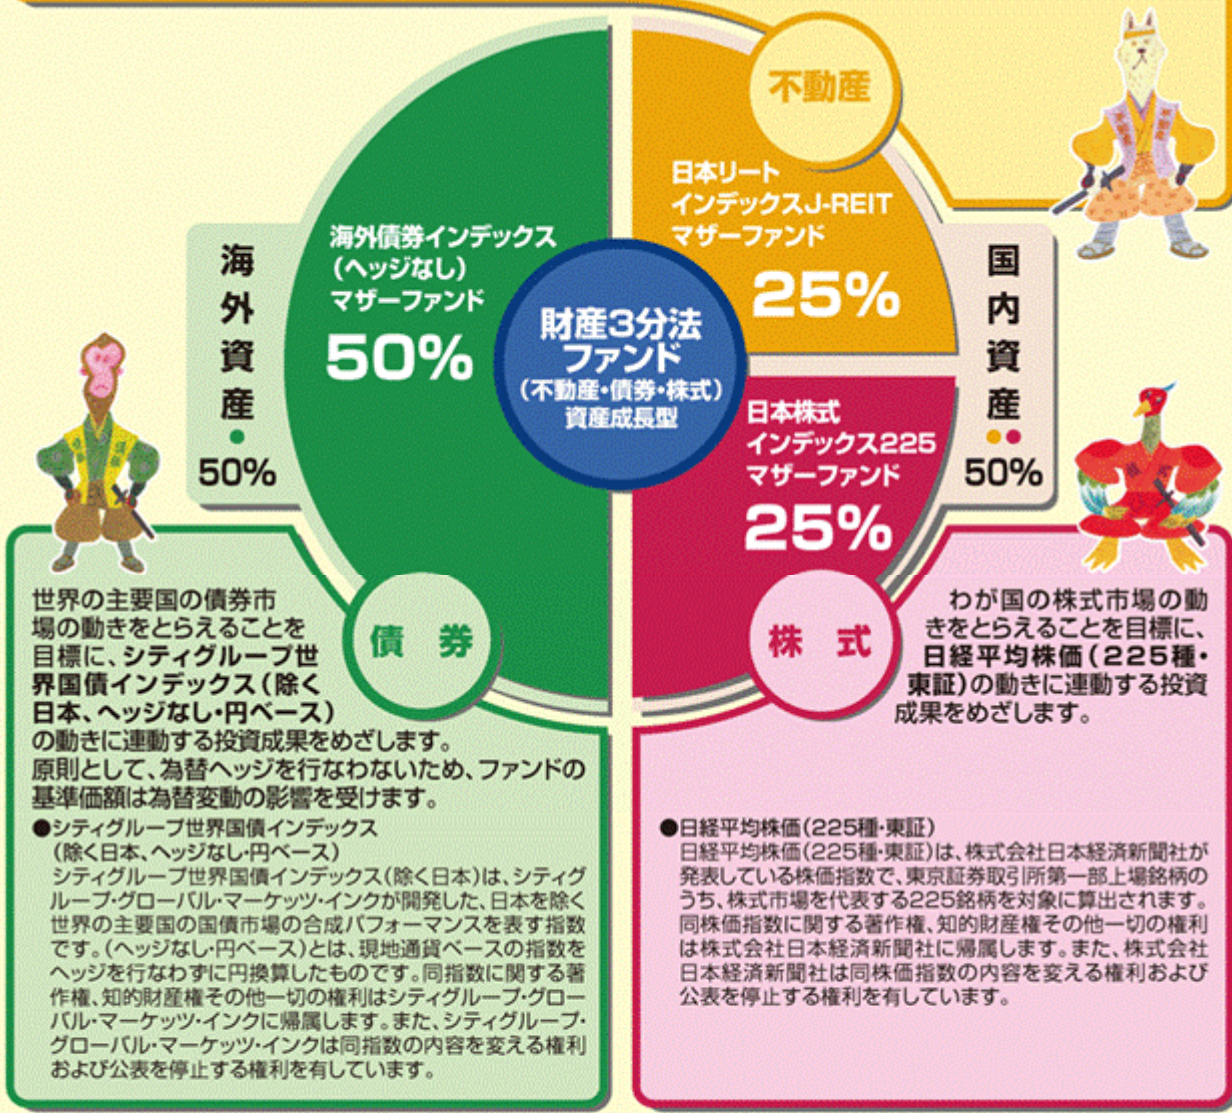 不動産
日本リート
インデックスJ-REIT
マザーファンド
25%
海外債券インデックス
(ヘッジなし)
マザーファンド
50%
海外資産
50%
国内資産
50%
財産3分法
ファンド
(不動産・債券・株式)
資産成長型
日本株式
インデックス225
マザーファンド
25%
債券
世界の主要国の債券市
場の動きをとらえることを
目標に、シティグループ世
界国債インデックス(除く
日本、ヘッジなし・円ベース)
の動きに連動する投資成果をめざします。
原則として、為替ヘッジを行なわないため、ファンドの
基準価額は為替変動の影響を受けます。
●シティグループ世界国債インデックス
(除く日本、ヘッジなし・円ベース)
シティグループ世界国債インデックス(除く日本)は、シティグ
ループ・グローバル・マーケッツ・インクが開発した、日本を除く
世界の主要国の国債市場の合成パフォーマンスを表す指数
です。(ヘッジなし・円ベース)とは、現地通貨ベースの指数を
ヘッジを行なわずに円換算したものです。同指数に関する著
作権、知的財産権その他一切の権利はシティグループ・グロー
バル・マーケッツ・インクに帰属します。また、シティグループ・
グローバル・マーケッツ・インクは同指数の内容を変える権利
および公表を停止する権利を有しています。
株式
わが国の株式市場の動
きをとらえることを目標に、
日経平均株価(225種・
東証)の動きに連動する投資
成果をめざします。
●日経平均株価(225種・東証)
日経平均株価(225種・東証)は、株式会社日本経済新聞社が
発表している株価指数で、東京証券取引所第一部上場銘柄の
うち、株式市場を代表する225銘柄を対象に算出されます。
同株価指数に関する著作権、知的財産権その他一切の権利
は株式会社日本経済新聞社に帰属します。また、株式会社
日本経済新聞社は同株価指数の内容を変える権利および
公表を停止する権利を有しています。